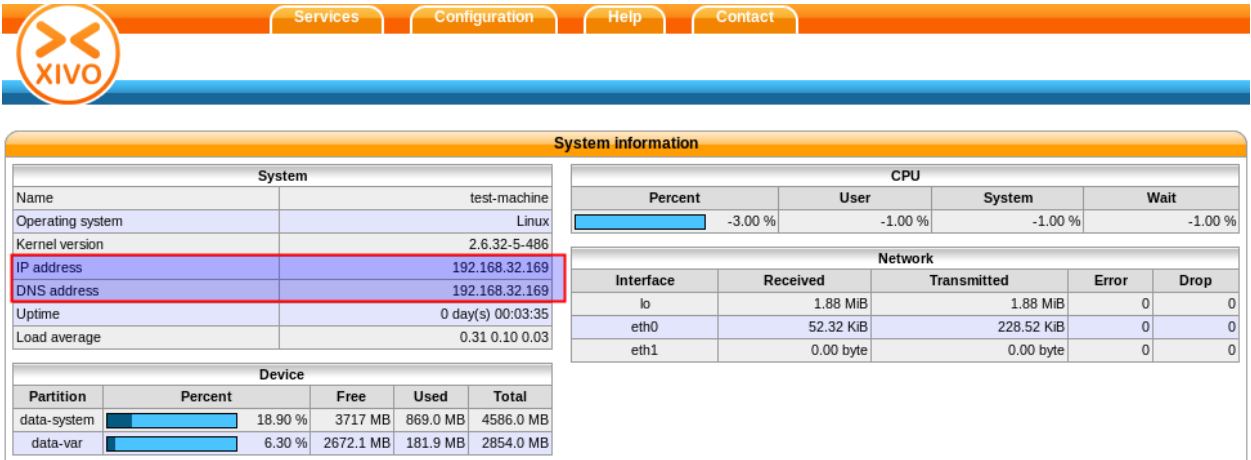 Services Configuration Help Contact
XIVO
System information
System
Name test-machine
Operating system Linux
Kernel version 2.6.32-5-486
IP address 192.168.32.169
DNS address 192.168.32.169
Uptime 0 day(s) 00:03:35
Load average 0.31 0.10 0.03
Device
Partition Percent Free Used Total
data-system 18.90 % 3717 MB 869.0 MB 4586.0 MB
data-var 6.30 % 2672.1 MB 181.9 MB 2854.0 MB
CPU
Percent User System Wait
-3.00 % -1.00 % -1.00 % -1.00 %
Network
Interface Received Transmitted Error Drop
lo 1.88 MiB 1.88 MiB 0 0
eth0 52.32 KiB 228.52 KiB 0 0
eth1 0.00 byte 0.00 byte 0 0